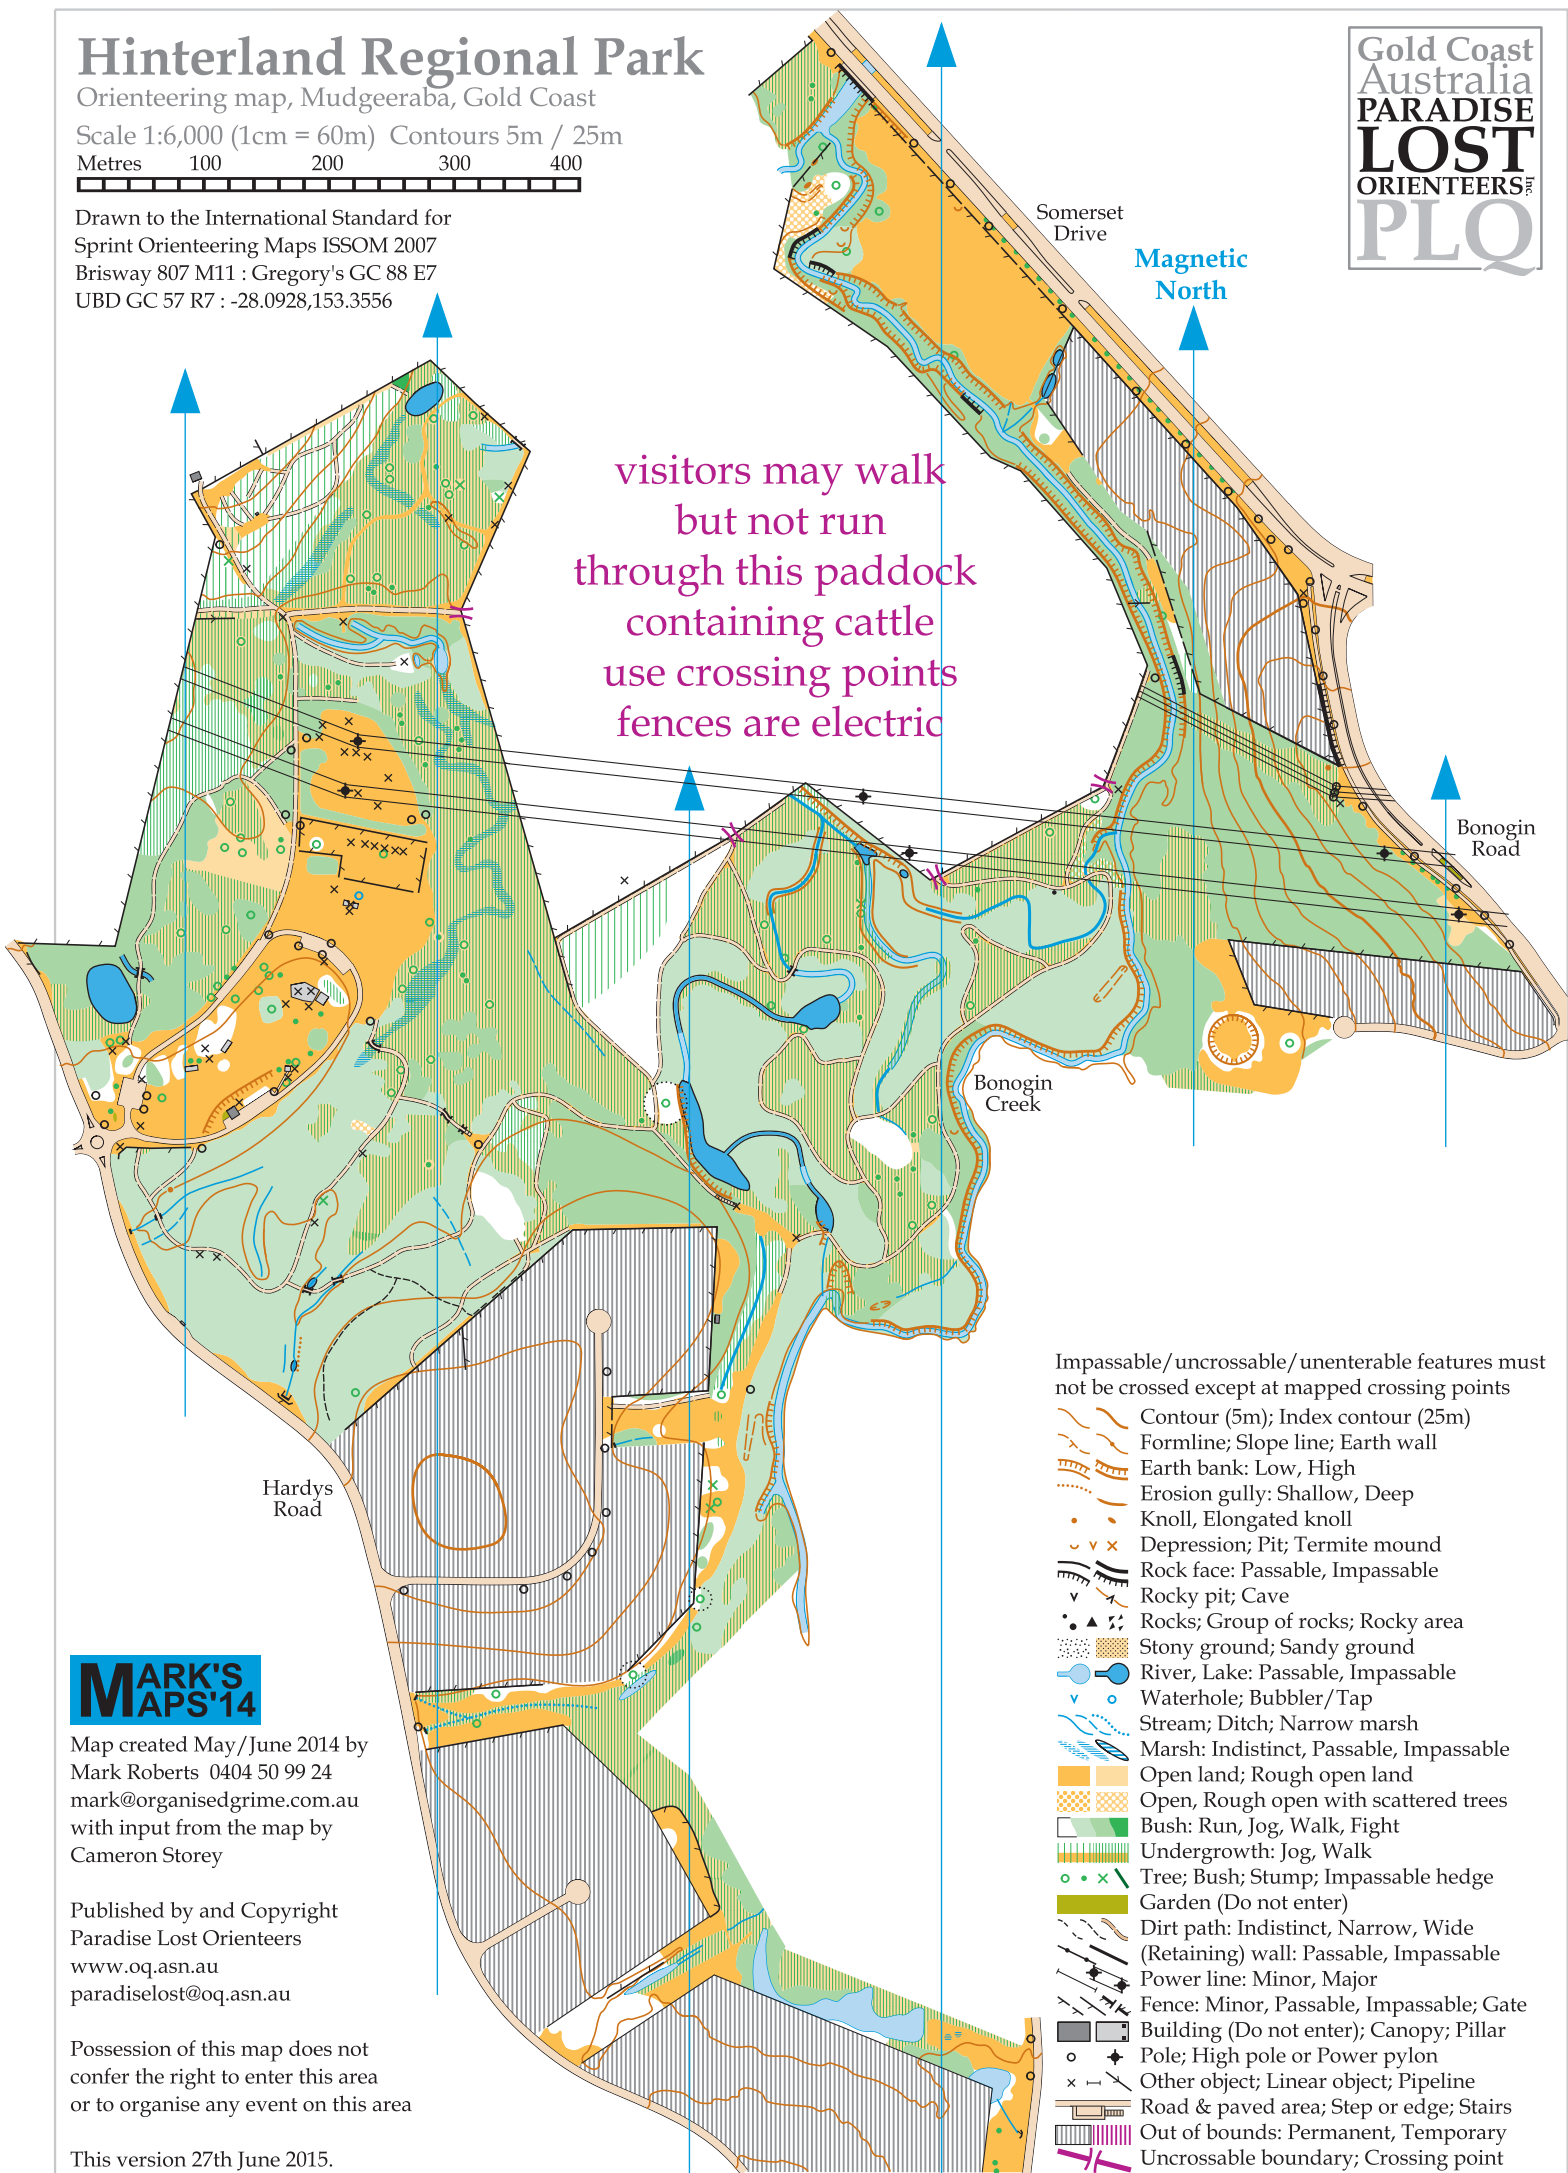 Hinterland Regional Park
Orienteering map, Mudgeeraba, Gold Coast
Scale 1:6,000 (1cm = 60m)  Contours 5m / 25m
Metres 100 200 300 400
Drawn to the International Standard for
Sprint Orienteering Maps ISSOM 2007
Brisway 807 M11 : Gregory's GC 88 E7
UBD GC 57 R7 : -28.0928,153.3556
Gold Coast
Australia
PARADISE
LOST
ORIENTEERS Inc.
PLQ
Somerset
Drive
Magnetic
North
visitors may walk
but not run
through this paddock
containing cattle
use crossing points
fences are electric
Bonogin
Road
Bonogin
Creek
Hardys
Road
MARK'S
MAPS'14
Map created May/June 2014 by
Mark Roberts  0404 50 99 24
mark@organisedgrime.com.au
with input from the map by
Cameron Storey
Published by and Copyright
Paradise Lost Orienteers
www.oq.asn.au
paradiselost@oq.asn.au
Possession of this map does not
confer the right to enter this area
or to organise any event on this area
This version 27th June 2015.
Impassable/uncrossable/unenterable features must
not be crossed except at mapped crossing points
Contour (5m); Index contour (25m)
Formline; Slope line; Earth wall
Earth bank: Low, High
Erosion gully: Shallow, Deep
Knoll, Elongated knoll
Depression; Pit; Termite mound
Rock face: Passable, Impassable
Rocky pit; Cave
Rocks; Group of rocks; Rocky area
Stony ground; Sandy ground
River, Lake: Passable, Impassable
Waterhole; Bubbler/Tap
Stream; Ditch; Narrow marsh
Marsh: Indistinct, Passable, Impassable
Open land; Rough open land
Open, Rough open with scattered trees
Bush: Run, Jog, Walk, Fight
Undergrowth: Jog, Walk
Tree; Bush; Stump; Impassable hedge
Garden (Do not enter)
Dirt path: Indistinct, Narrow, Wide
(Retaining) wall: Passable, Impassable
Power line: Minor, Major
Fence: Minor, Passable, Impassable; Gate
Building (Do not enter); Canopy; Pillar
Pole; High pole or Power pylon
Other object; Linear object; Pipeline
Road & paved area; Step or edge; Stairs
Out of bounds: Permanent, Temporary
Uncrossable boundary; Crossing point